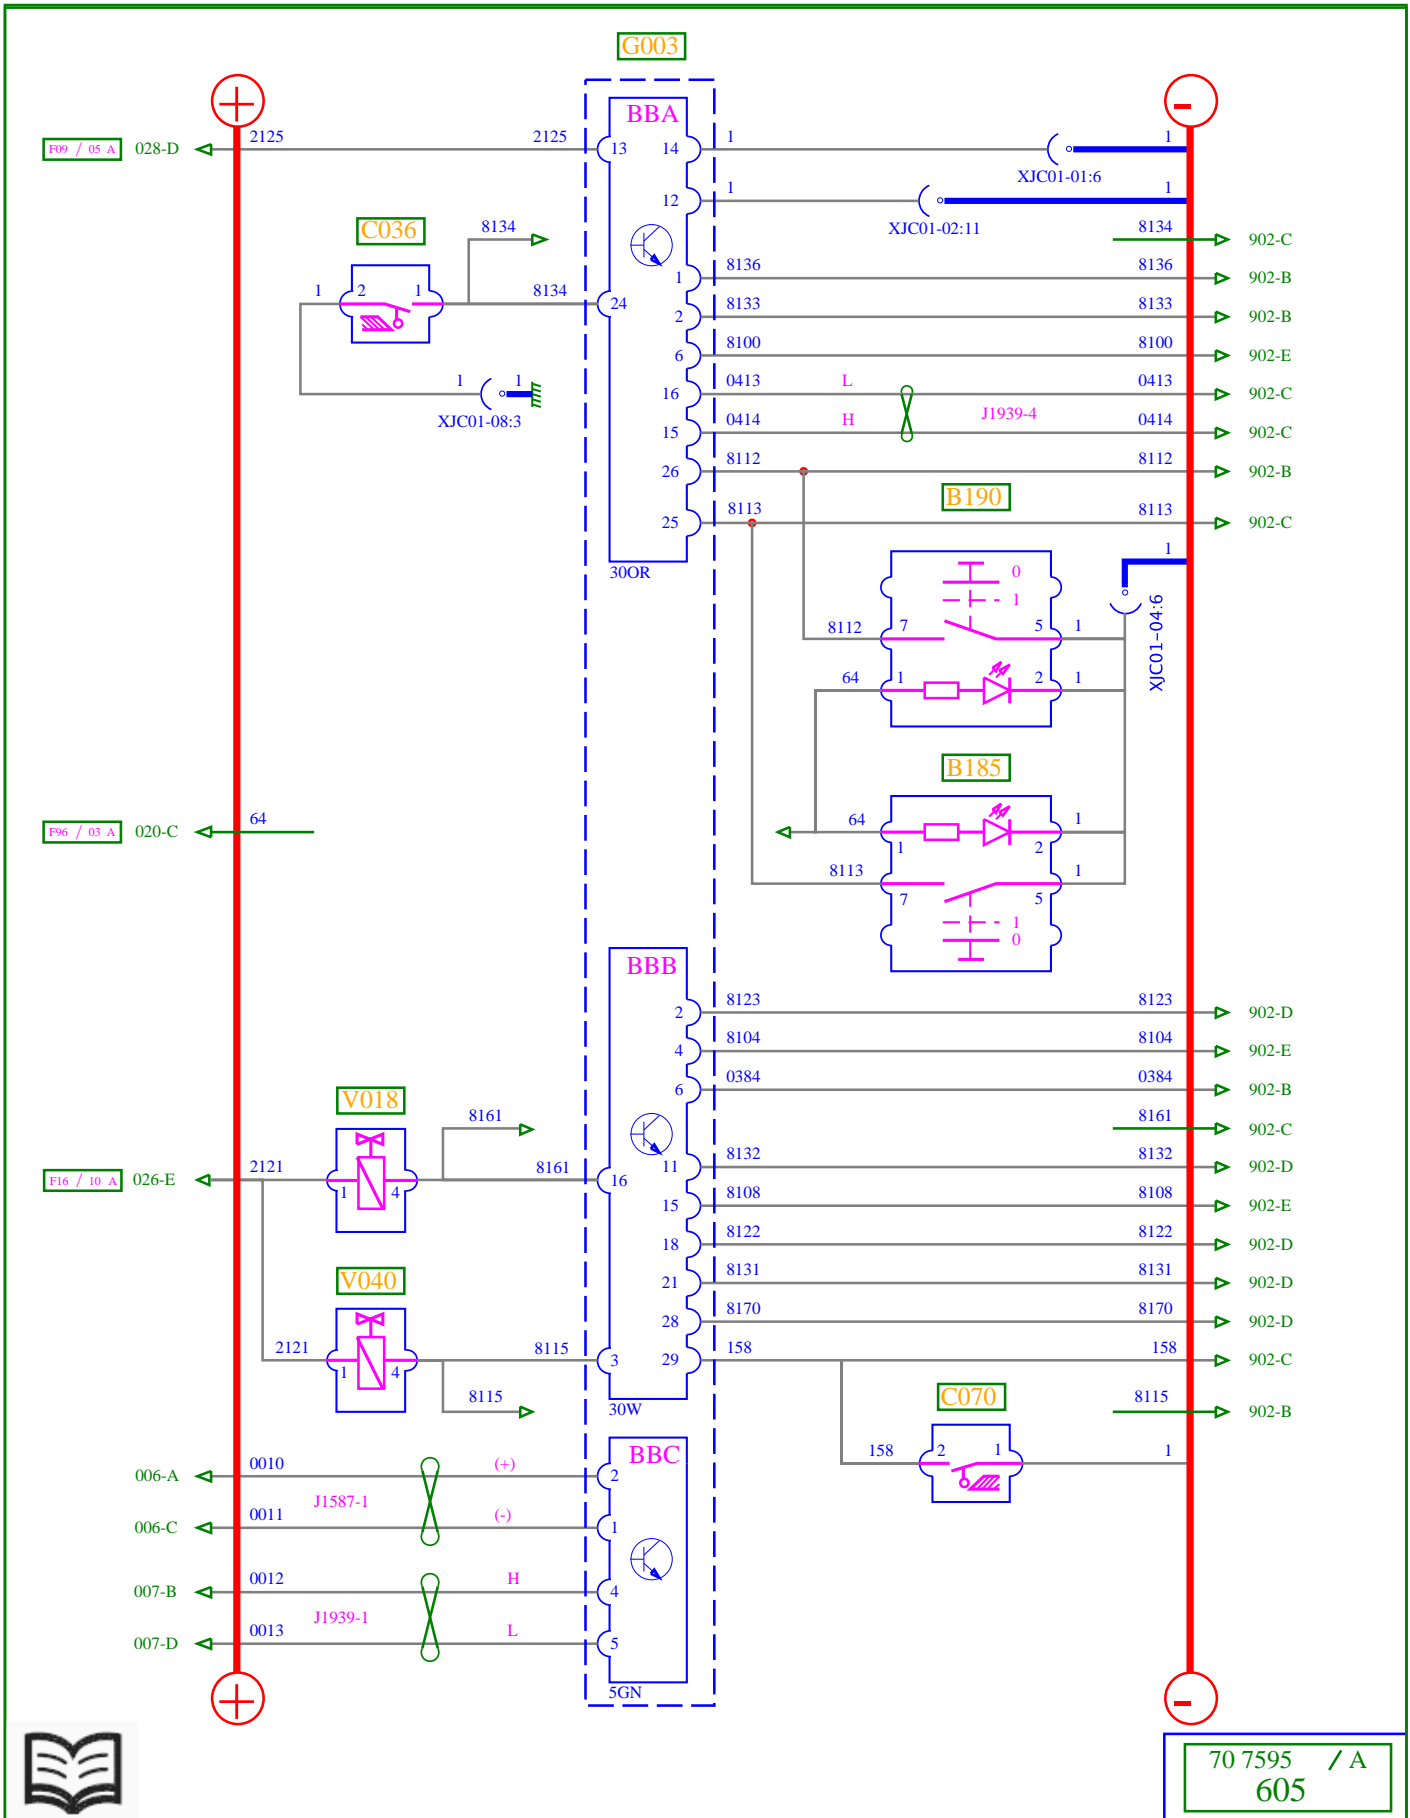 G003
BBA
F09 / 05 A 028-D 2125 2125 13 14 1 1
XJC01-01:6
12 1 1
XJC01-02:11
C036 8134 8134 902-C
1 8136 8136 902-B
1 2 1 8134 24
2 8133 8133 902-B
6 8100 8100 902-E
1 1 16 0413 L 0413 902-C
XJC01-08:3 J1939-4
15 0414 H 0414 902-C
26 8112 8112 902-B
B190
25 8113 8113 902-C
30OR
1
0
1
8112 7 5 1
XJC01-04:6
64 1 2 1
B185
F96 / 03 A 020-C 64
64 1 2 1
8113 7 5 1
1
0
BBB
2 8123 8123 902-D
4 8104 8104 902-E
6 0384 0384 902-B
V018 8161 8161 902-C
11 8132 8132 902-D
F16 / 10 A 026-E 2121 1 4 8161 16
15 8108 8108 902-E
18 8122 8122 902-D
V040
21 8131 8131 902-D
28 8170 8170 902-D
2121 1 4 8115 3 29 158 158 902-C
8115 C070 8115 902-B
30W
BBC
158 2 1 1
006-A 0010 (+) 2
J1587-1
006-C 0011 (-) 1
007-B 0012 H 4
J1939-1
007-D 0013 L 5
5GN
70 7595 / A
605